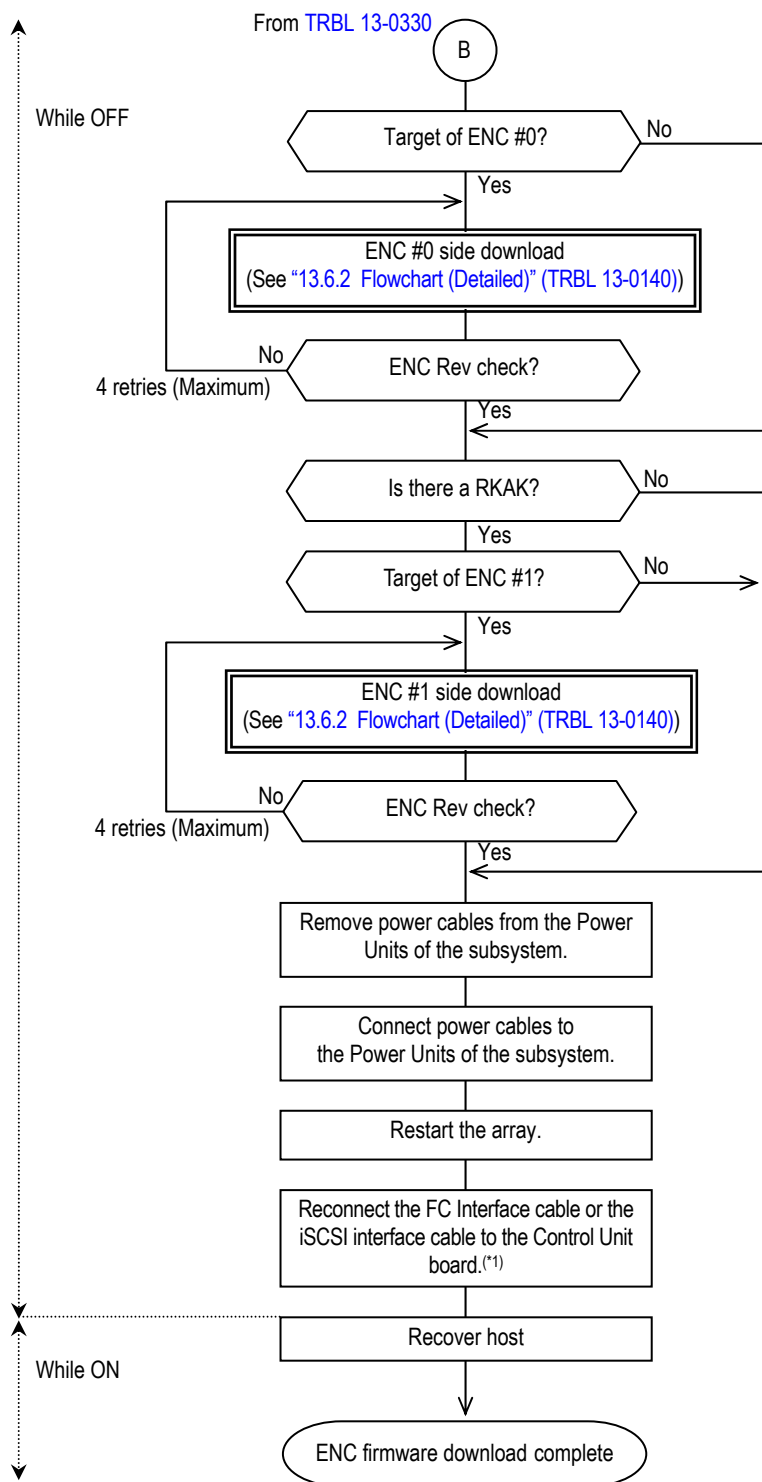 From TRBL 13-0330
B
While OFF
Target of ENC #0?
No
Yes
ENC #0 side download
(See “13.6.2 Flowchart (Detailed)” (TRBL 13-0140))
No
ENC Rev check?
4 retries (Maximum)
Yes
Is there a RKAK?
No
Yes
Target of ENC #1?
No
Yes
ENC #1 side download
(See “13.6.2 Flowchart (Detailed)” (TRBL 13-0140))
No
ENC Rev check?
4 retries (Maximum)
Yes
Remove power cables from the Power
Units of the subsystem.
Connect power cables to
the Power Units of the subsystem.
Restart the array.
Reconnect the FC Interface cable or the
iSCSI interface cable to the Control Unit
board.(*1)
Recover host
While ON
ENC firmware download complete